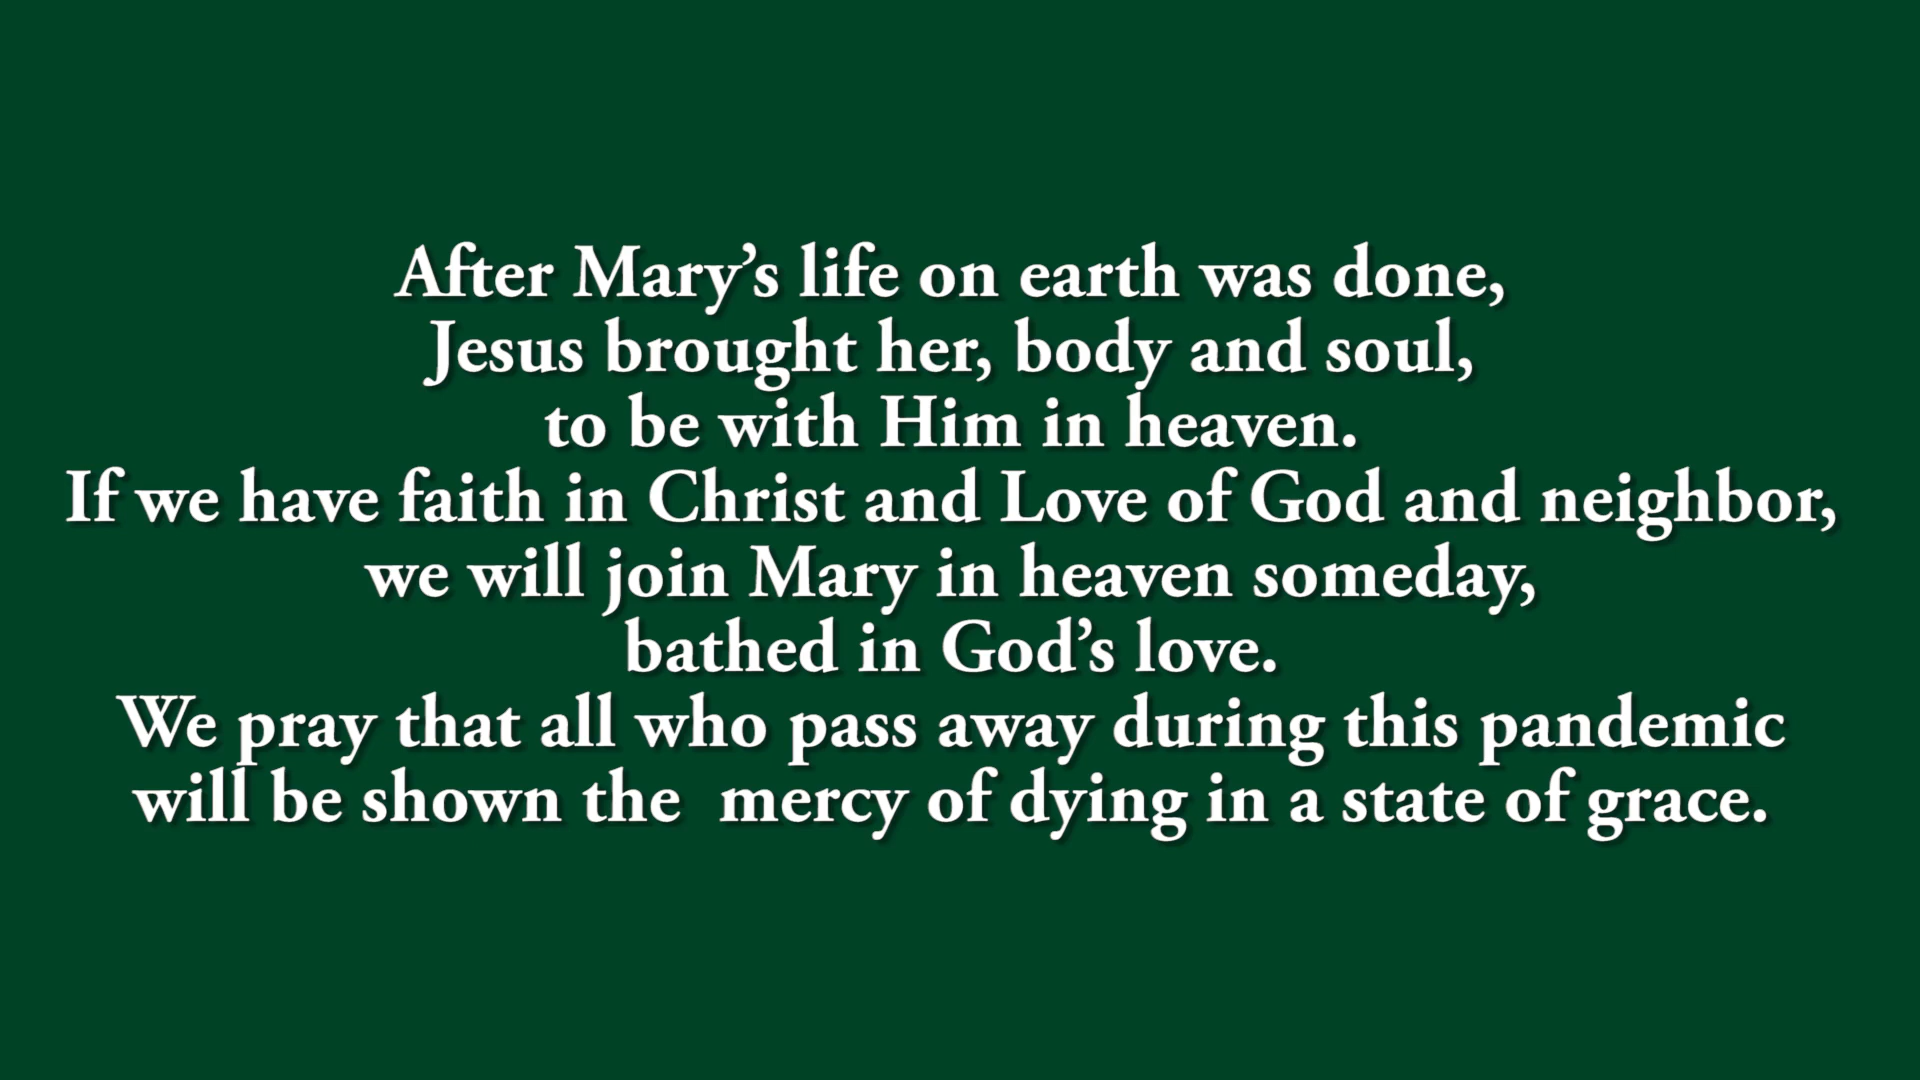 After Mary’s life on earth was done,
Jesus brought her, body and soul,
to be with Him in heaven.
If we have faith in Christ and Love of God and neighbor,
we will join Mary in heaven someday,
bathed in God’s love.
We pray that all who pass away during this pandemic
will be shown the  mercy of dying in a state of grace.